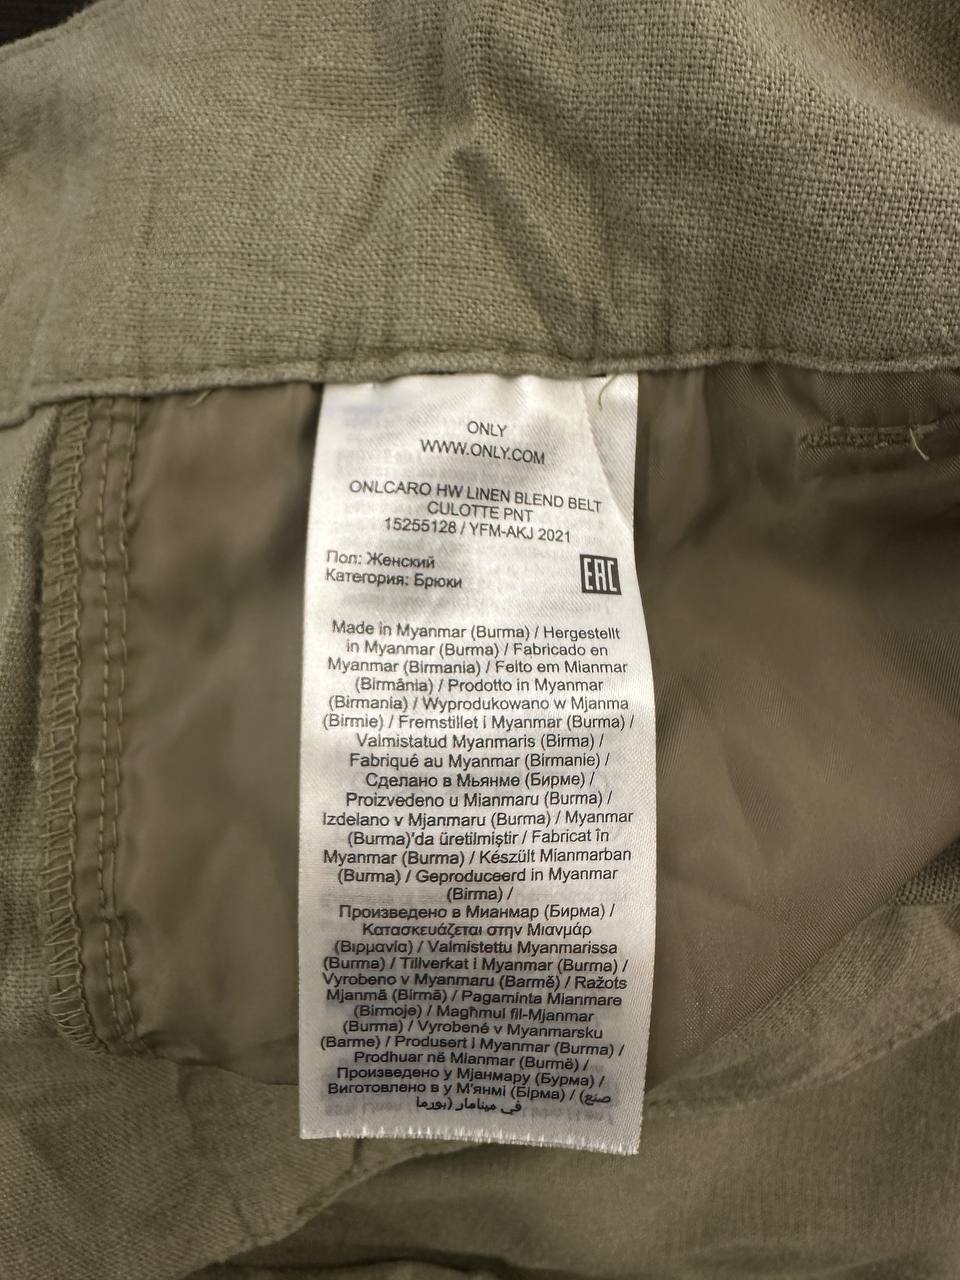 ONLY
WWW.ONLY.COM
ONLCARO HW LINEN BLEND BELT
CULOTTE PNT
15255128 / YFM-AKJ 2021
Пол: Женский
Категория: Брюки
EAC
Made in Myanmar (Burma) / Hergestellt
in Myanmar (Burma) / Fabricado en
Myanmar (Birmania) / Feito em Mianmar
(Birmânia) / Prodotto in Myanmar
(Birmania) / Wyprodukowano w Mjanma
(Birmie) / Fremstillet i Myanmar (Burma) /
Valmistatud Myanmaris (Birma) /
Fabriqué au Myanmar (Birmanie) /
Сделано в Мьянме (Бирме) /
Proizvedeno u Mianmaru (Burma) /
Izdelano v Mjanmaru (Burma) / Myanmar
(Burma)'da üretilmiştir / Fabricat în
Myanmar (Burma) / Készült Mianmarban
(Burma) / Geproduceerd in Myanmar
(Birma) /
Произведено в Мианмар (Бирма) /
Κατασκευάζεται στην Μιανμάρ
(Βιρμανία) / Valmistettu Myanmarissa
(Burma) / Tillverkat i Myanmar (Burma) /
Vyrobeno v Myanmaru (Barmě) / Ražots
Mjanmā (Birmā) / Pagaminta Mianmare
(Birmoje) / Magħmul fil-Mjanmar
(Burma) / Vyrobené v Myanmarsku
(Barme) / Produsert i Myanmar (Burma) /
Prodhuar në Mianmar (Burmë) /
Произведено у Мјанмару (Бурма) /
Виготовлено в у М'янмі (Бірма) / (صنع
في مينامار (بورما